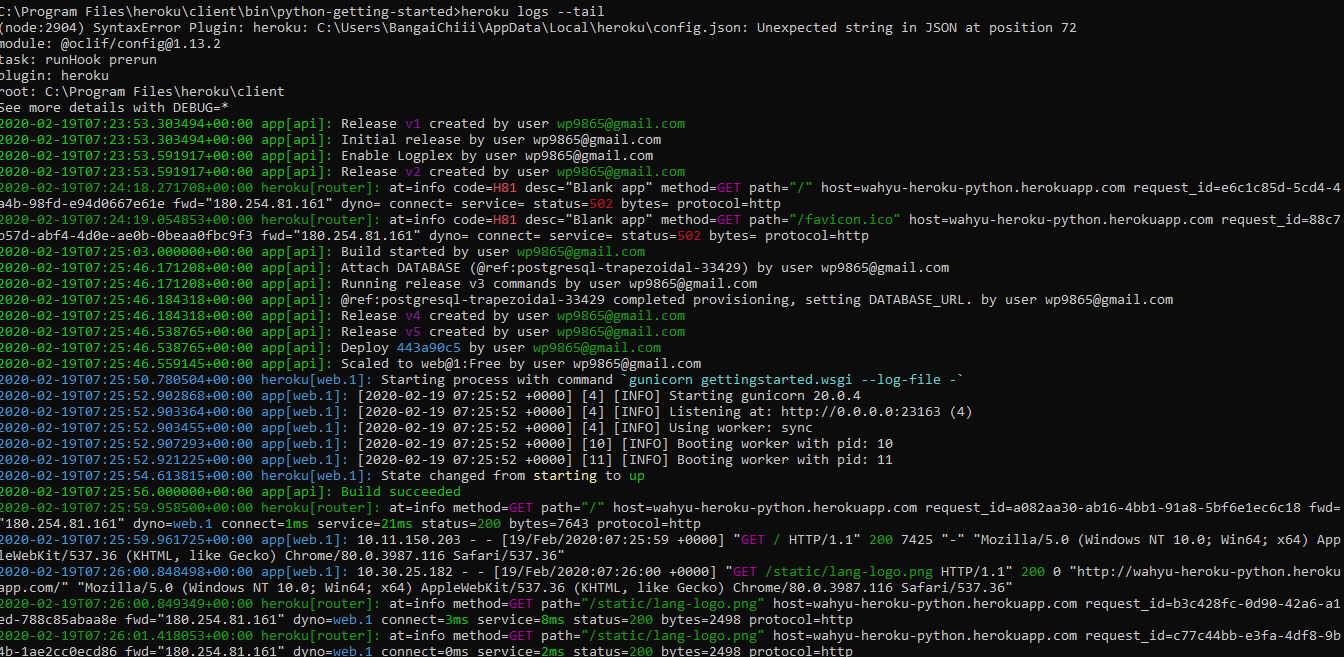 C:\Program Files\heroku\client\bin\python-getting-started>heroku logs --tail
(node:2904) SyntaxError Plugin: heroku: C:\Users\BangaiChiii\AppData\Local\heroku\config.json: Unexpected string in JSON at position 72
module: @oclif/config@1.13.2
task: runHook prerun
plugin: heroku
root: C:\Program Files\heroku\client
See more details with DEBUG=*
2020-02-19T07:23:53.303494+00:00 app[api]: Release v1 created by user wp9865@gmail.com
2020-02-19T07:23:53.303494+00:00 app[api]: Initial release by user wp9865@gmail.com
2020-02-19T07:23:53.591917+00:00 app[api]: Enable Logplex by user wp9865@gmail.com
2020-02-19T07:23:53.591917+00:00 app[api]: Release v2 created by user wp9865@gmail.com
2020-02-19T07:24:18.271708+00:00 heroku[router]: at=info code=H81 desc="Blank app" method=GET path="/" host=wahyu-heroku-python.herokuapp.com request_id=e6c1c85d-5cd4-4
a4b-98fd-e94d0667e61e fwd="180.254.81.161" dyno= connect= service= status=502 bytes= protocol=http
2020-02-19T07:24:19.054853+00:00 heroku[router]: at=info code=H81 desc="Blank app" method=GET path="/favicon.ico" host=wahyu-heroku-python.herokuapp.com request_id=88c7
b57d-abf4-4d0e-ae0b-0beaa0fbc9f3 fwd="180.254.81.161" dyno= connect= service= status=502 bytes= protocol=http
2020-02-19T07:25:03.000000+00:00 app[api]: Build started by user wp9865@gmail.com
2020-02-19T07:25:46.171208+00:00 app[api]: Attach DATABASE (@ref:postgresql-trapezoidal-33429) by user wp9865@gmail.com
2020-02-19T07:25:46.171208+00:00 app[api]: Running release v3 commands by user wp9865@gmail.com
2020-02-19T07:25:46.184318+00:00 app[api]: @ref:postgresql-trapezoidal-33429 completed provisioning, setting DATABASE_URL. by user wp9865@gmail.com
2020-02-19T07:25:46.184318+00:00 app[api]: Release v4 created by user wp9865@gmail.com
2020-02-19T07:25:46.538765+00:00 app[api]: Release v5 created by user wp9865@gmail.com
2020-02-19T07:25:46.538765+00:00 app[api]: Deploy 443a90c5 by user wp9865@gmail.com
2020-02-19T07:25:46.559145+00:00 app[api]: Scaled to web@1:Free by user wp9865@gmail.com
2020-02-19T07:25:50.780504+00:00 heroku[web.1]: Starting process with command `gunicorn gettingstarted.wsgi --log-file -`
2020-02-19T07:25:52.902868+00:00 app[web.1]: [2020-02-19 07:25:52 +0000] [4] [INFO] Starting gunicorn 20.0.4
2020-02-19T07:25:52.903364+00:00 app[web.1]: [2020-02-19 07:25:52 +0000] [4] [INFO] Listening at: http://0.0.0.0:23163 (4)
2020-02-19T07:25:52.903455+00:00 app[web.1]: [2020-02-19 07:25:52 +0000] [4] [INFO] Using worker: sync
2020-02-19T07:25:52.907293+00:00 app[web.1]: [2020-02-19 07:25:52 +0000] [10] [INFO] Booting worker with pid: 10
2020-02-19T07:25:52.921225+00:00 app[web.1]: [2020-02-19 07:25:52 +0000] [11] [INFO] Booting worker with pid: 11
2020-02-19T07:25:54.613815+00:00 heroku[web.1]: State changed from starting to up
2020-02-19T07:25:56.000000+00:00 app[api]: Build succeeded
2020-02-19T07:25:59.958500+00:00 heroku[router]: at=info method=GET path="/" host=wahyu-heroku-python.herokuapp.com request_id=a082aa30-ab16-4bb1-91a8-5bf6e1ec6c18 fwd=
"180.254.81.161" dyno=web.1 connect=1ms service=21ms status=200 bytes=7643 protocol=http
2020-02-19T07:25:59.961725+00:00 app[web.1]: 10.11.150.203 - - [19/Feb/2020:07:25:59 +0000] "GET / HTTP/1.1" 200 7425 "-" "Mozilla/5.0 (Windows NT 10.0; Win64; x64) App
leWebKit/537.36 (KHTML, like Gecko) Chrome/80.0.3987.116 Safari/537.36"
2020-02-19T07:26:00.848498+00:00 app[web.1]: 10.30.25.182 - - [19/Feb/2020:07:26:00 +0000] "GET /static/lang-logo.png HTTP/1.1" 200 0 "http://wahyu-heroku-python.heroku
app.com/" "Mozilla/5.0 (Windows NT 10.0; Win64; x64) AppleWebKit/537.36 (KHTML, like Gecko) Chrome/80.0.3987.116 Safari/537.36"
2020-02-19T07:26:00.849349+00:00 heroku[router]: at=info method=GET path="/static/lang-logo.png" host=wahyu-heroku-python.herokuapp.com request_id=b3c428fc-0d90-42a6-a1
ed-788c85abaa8e fwd="180.254.81.161" dyno=web.1 connect=3ms service=8ms status=200 bytes=2498 protocol=http
2020-02-19T07:26:01.418053+00:00 heroku[router]: at=info method=GET path="/static/lang-logo.png" host=wahyu-heroku-python.herokuapp.com request_id=c77c44bb-e3fa-4df8-9b
4b-1ae2cc0ecd86 fwd="180.254.81.161" dyno=web.1 connect=0ms service=2ms status=200 bytes=2498 protocol=http